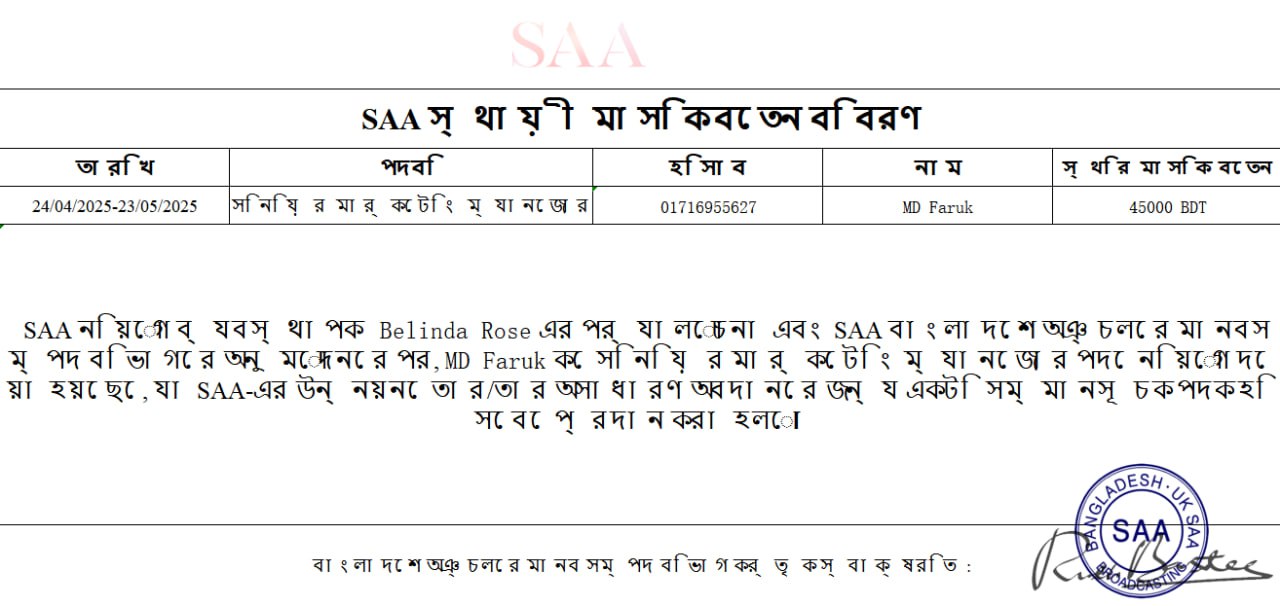 SAA
SAA স্থায়ী মাসিক বেতন বিবরণ
তারিখ পদবি হিসাব নাম স্থির মাসিক বেতন
24/04/2025-23/05/2025 সিনিয়র মার্কেটিং ম্যানেজার 01716955627 MD Faruk 45000 BDT
SAA নিয়োগ ব্যবস্থাপক Belinda Rose এর পর্যালোচনা এবং SAA বাংলাদেশ অঞ্চলের মানবস
ম্পদ বিভাগের অনুমোদনের পর, MD Faruk কে সিনিয়র মার্কেটিং ম্যানেজার পদে নিয়োগ দে
য়া হয়েছে, যা SAA-এর উন্নয়নে তার/তার অসাধারণ অবদানের জন্য একটি সম্মানসূচক পদক হি
সেবে প্রদান করা হলো।
বাংলাদেশ অঞ্চলের মানবসম্পদ বিভাগ কর্তৃক স্বাক্ষরিত:
BANGLADESH · UK SAA
SAA
BROADCASTING